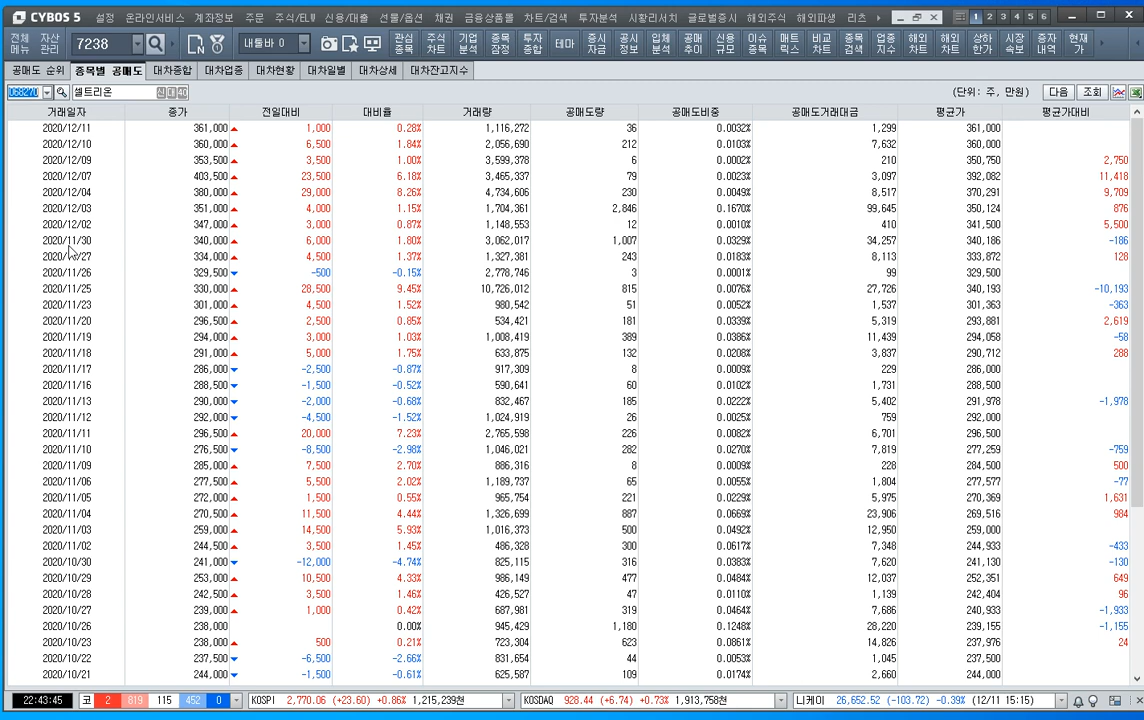 CYBOS 5 설정 온라인서비스 계좌정보 주문 주식/ELW 신용/대출 선물/옵션 채권 금융상품몰 차트/검색 투자분석 시황리서치 글로벌증시 해외주식 해외파생 리츠 1 2 3 4 5 6
전체메뉴 자산관리 7238 내툴바 0 관심종목 주식차트 기업분석 종목잠정 투자종합 테마 증시자금 공시정보 입체분석 공매추이 신용규모 이슈종목 매트릭스 비교차트 종목검색 업종지수 해외차트 해외차트 상하한가 시장속보 증자내역 현재가
공매도 순위 종목별 공매도 대차종합 대차업종 대차현황 대차일별 대차상세 대차잔고지수
068270 셀트리온 (단위: 주, 만원) 다음 조회
거래일자 종가 전일대비 대비율 거래량 공매도량 공매도비중 공매도거래대금 평균가 평균가대비
2020/12/11 361,000 ▲ 1,000 0.28% 1,116,272 36 0.0032% 1,299 361,000
2020/12/10 360,000 ▲ 6,500 1.84% 2,056,690 212 0.0103% 7,632 360,000
2020/12/09 353,500 ▲ 3,500 1.00% 3,599,378 6 0.0002% 210 350,750 2,750
2020/12/07 403,500 ▲ 23,500 6.18% 3,465,337 79 0.0023% 3,097 392,082 11,418
2020/12/04 380,000 ▲ 29,000 8.26% 4,734,606 230 0.0049% 8,517 370,291 9,709
2020/12/03 351,000 ▲ 4,000 1.15% 1,704,361 2,846 0.1670% 99,645 350,124 876
2020/12/02 347,000 ▲ 3,000 0.87% 1,148,553 12 0.0010% 410 341,500 5,500
2020/11/30 340,000 ▲ 6,000 1.80% 3,062,017 1,007 0.0329% 34,257 340,186 -186
2020/11/27 334,000 ▲ 4,500 1.37% 1,327,381 243 0.0183% 8,113 333,872 128
2020/11/26 329,500 ▼ -500 -0.15% 2,778,746 3 0.0001% 99 329,500
2020/11/25 330,000 ▲ 28,500 9.45% 10,726,012 815 0.0076% 27,726 340,193 -10,193
2020/11/23 301,000 ▲ 4,500 1.52% 980,542 51 0.0052% 1,537 301,363 -363
2020/11/20 296,500 ▲ 2,500 0.85% 534,421 181 0.0339% 5,319 293,881 2,619
2020/11/19 294,000 ▲ 3,000 1.03% 1,008,419 389 0.0386% 11,439 294,058 -58
2020/11/18 291,000 ▲ 5,000 1.75% 633,875 132 0.0208% 3,837 290,712 288
2020/11/17 286,000 ▼ -2,500 -0.87% 917,309 8 0.0009% 229 286,000
2020/11/16 288,500 ▼ -1,500 -0.52% 590,641 60 0.0102% 1,731 288,500
2020/11/13 290,000 ▼ -2,000 -0.68% 832,467 185 0.0222% 5,402 291,978 -1,978
2020/11/12 292,000 ▼ -4,500 -1.52% 1,024,919 26 0.0025% 759 292,000
2020/11/11 296,500 ▲ 20,000 7.23% 2,765,598 226 0.0082% 6,701 296,500
2020/11/10 276,500 ▼ -8,500 -2.98% 1,046,021 282 0.0270% 7,819 277,259 -759
2020/11/09 285,000 ▲ 7,500 2.70% 886,316 8 0.0009% 228 284,500 500
2020/11/06 277,500 ▲ 5,500 2.02% 1,189,737 65 0.0055% 1,804 277,577 -77
2020/11/05 272,000 ▲ 1,500 0.55% 965,754 221 0.0229% 5,975 270,369 1,631
2020/11/04 270,500 ▲ 11,500 4.44% 1,326,699 887 0.0669% 23,906 269,516 984
2020/11/03 259,000 ▲ 14,500 5.93% 1,016,373 500 0.0492% 12,950 259,000
2020/11/02 244,500 ▲ 3,500 1.45% 486,328 300 0.0617% 7,348 244,933 -433
2020/10/30 241,000 ▼ -12,000 -4.74% 825,115 316 0.0383% 7,620 241,130 -130
2020/10/29 253,000 ▲ 10,500 4.33% 986,149 477 0.0484% 12,037 252,351 649
2020/10/28 242,500 ▲ 3,500 1.46% 426,527 47 0.0110% 1,139 242,404 96
2020/10/27 239,000 ▲ 1,000 0.42% 687,981 319 0.0464% 7,686 240,933 -1,933
2020/10/26 238,000 0.00% 945,429 1,180 0.1248% 28,220 239,155 -1,155
2020/10/23 238,000 ▲ 500 0.21% 723,304 623 0.0861% 14,826 237,976 24
2020/10/22 237,500 ▼ -6,500 -2.66% 831,654 44 0.0053% 1,045 237,500
2020/10/21 244,000 ▼ -1,500 -0.61% 625,587 109 0.0174% 2,660 244,000
22:43:45 코 2 819 115 452 0 KOSPI 2,770.06 (+23.60) +0.86% 1,215,239천 KOSDAQ 928.44 (+6.74) +0.73% 1,913,758천 니케이 26,652.52 (-103.72) -0.39% (12/11 15:15)